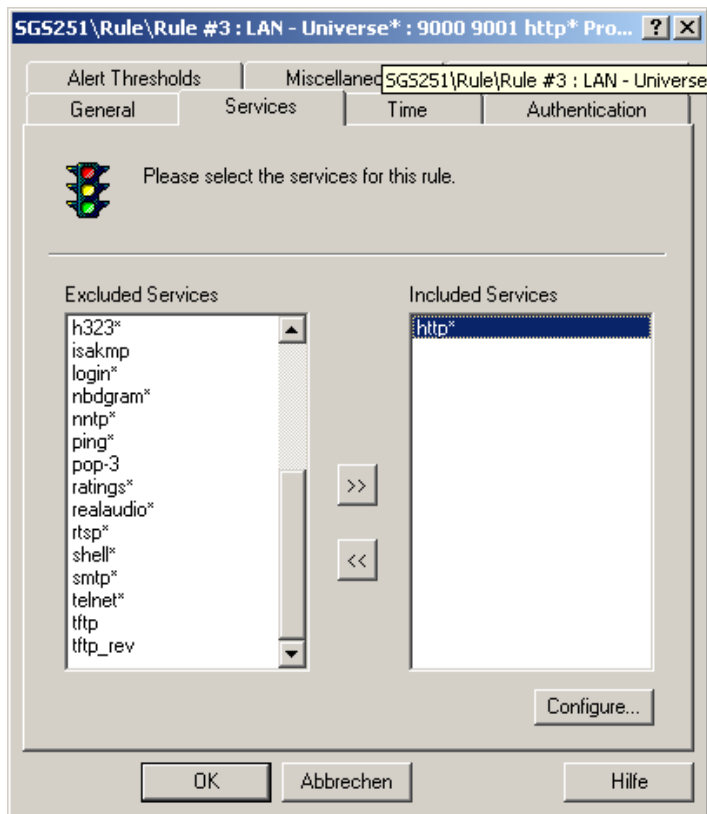 SGS251\Rule\Rule #3 : LAN - Universe* : 9000 9001 http* Pro...
Alert Thresholds
SGS251\Rule\Rule #3 : LAN - Universe
General
Services
Time
Authentication
Please select the services for this rule.
Excluded Services
h323*
isakmp
login*
nbdgram*
nntp*
ping*
pop-3
ratings*
realaudio*
rtsp*
shell*
smtp*
telnet*
tftp
tftp_rev
>>
<<
Included Services
http*
Configure...
OK
Abbrechen
Hilfe